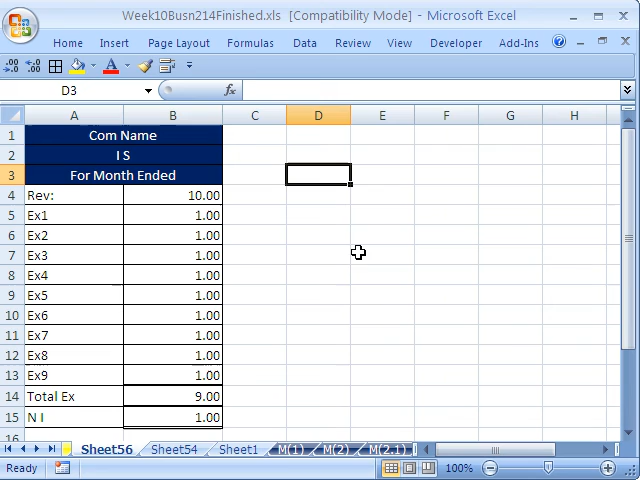 Week10Busn214Finished.xls [Compatibility Mode] - Microsoft Excel
Home Insert Page Layout Formulas Data Review View Developer Add-Ins
D3 fx
A B C D E F G H
1 Com Name
2 I S
3 For Month Ended
4 Rev: 10.00
5 Ex1 1.00
6 Ex2 1.00
7 Ex3 1.00
8 Ex4 1.00
9 Ex5 1.00
10 Ex6 1.00
11 Ex7 1.00
12 Ex8 1.00
13 Ex9 1.00
14 Total Ex 9.00
15 N I 1.00
16
Sheet56 Sheet54 Sheet1 M(1) M(2) M(2,1)
Ready 100%